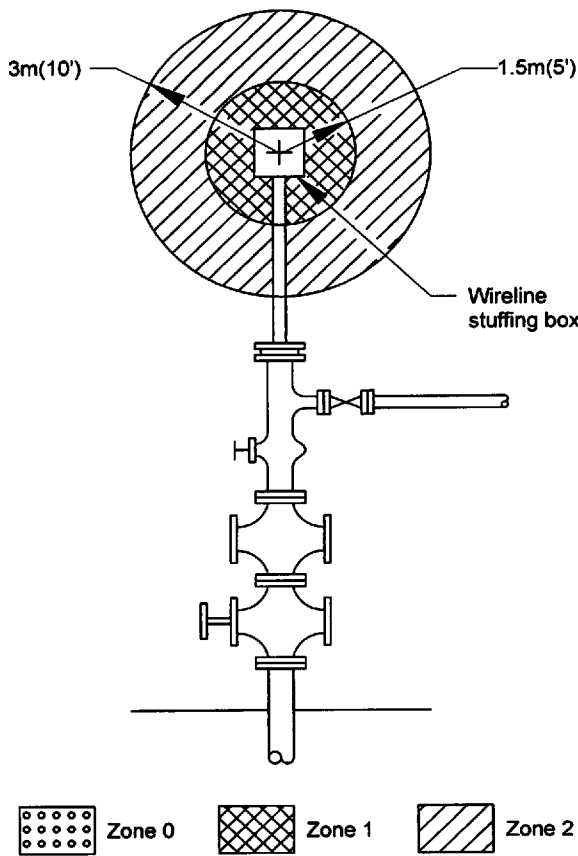 3m(10')
1.5m(5')
Wireline
stuffing box
Zone 0
Zone 1
Zone 2